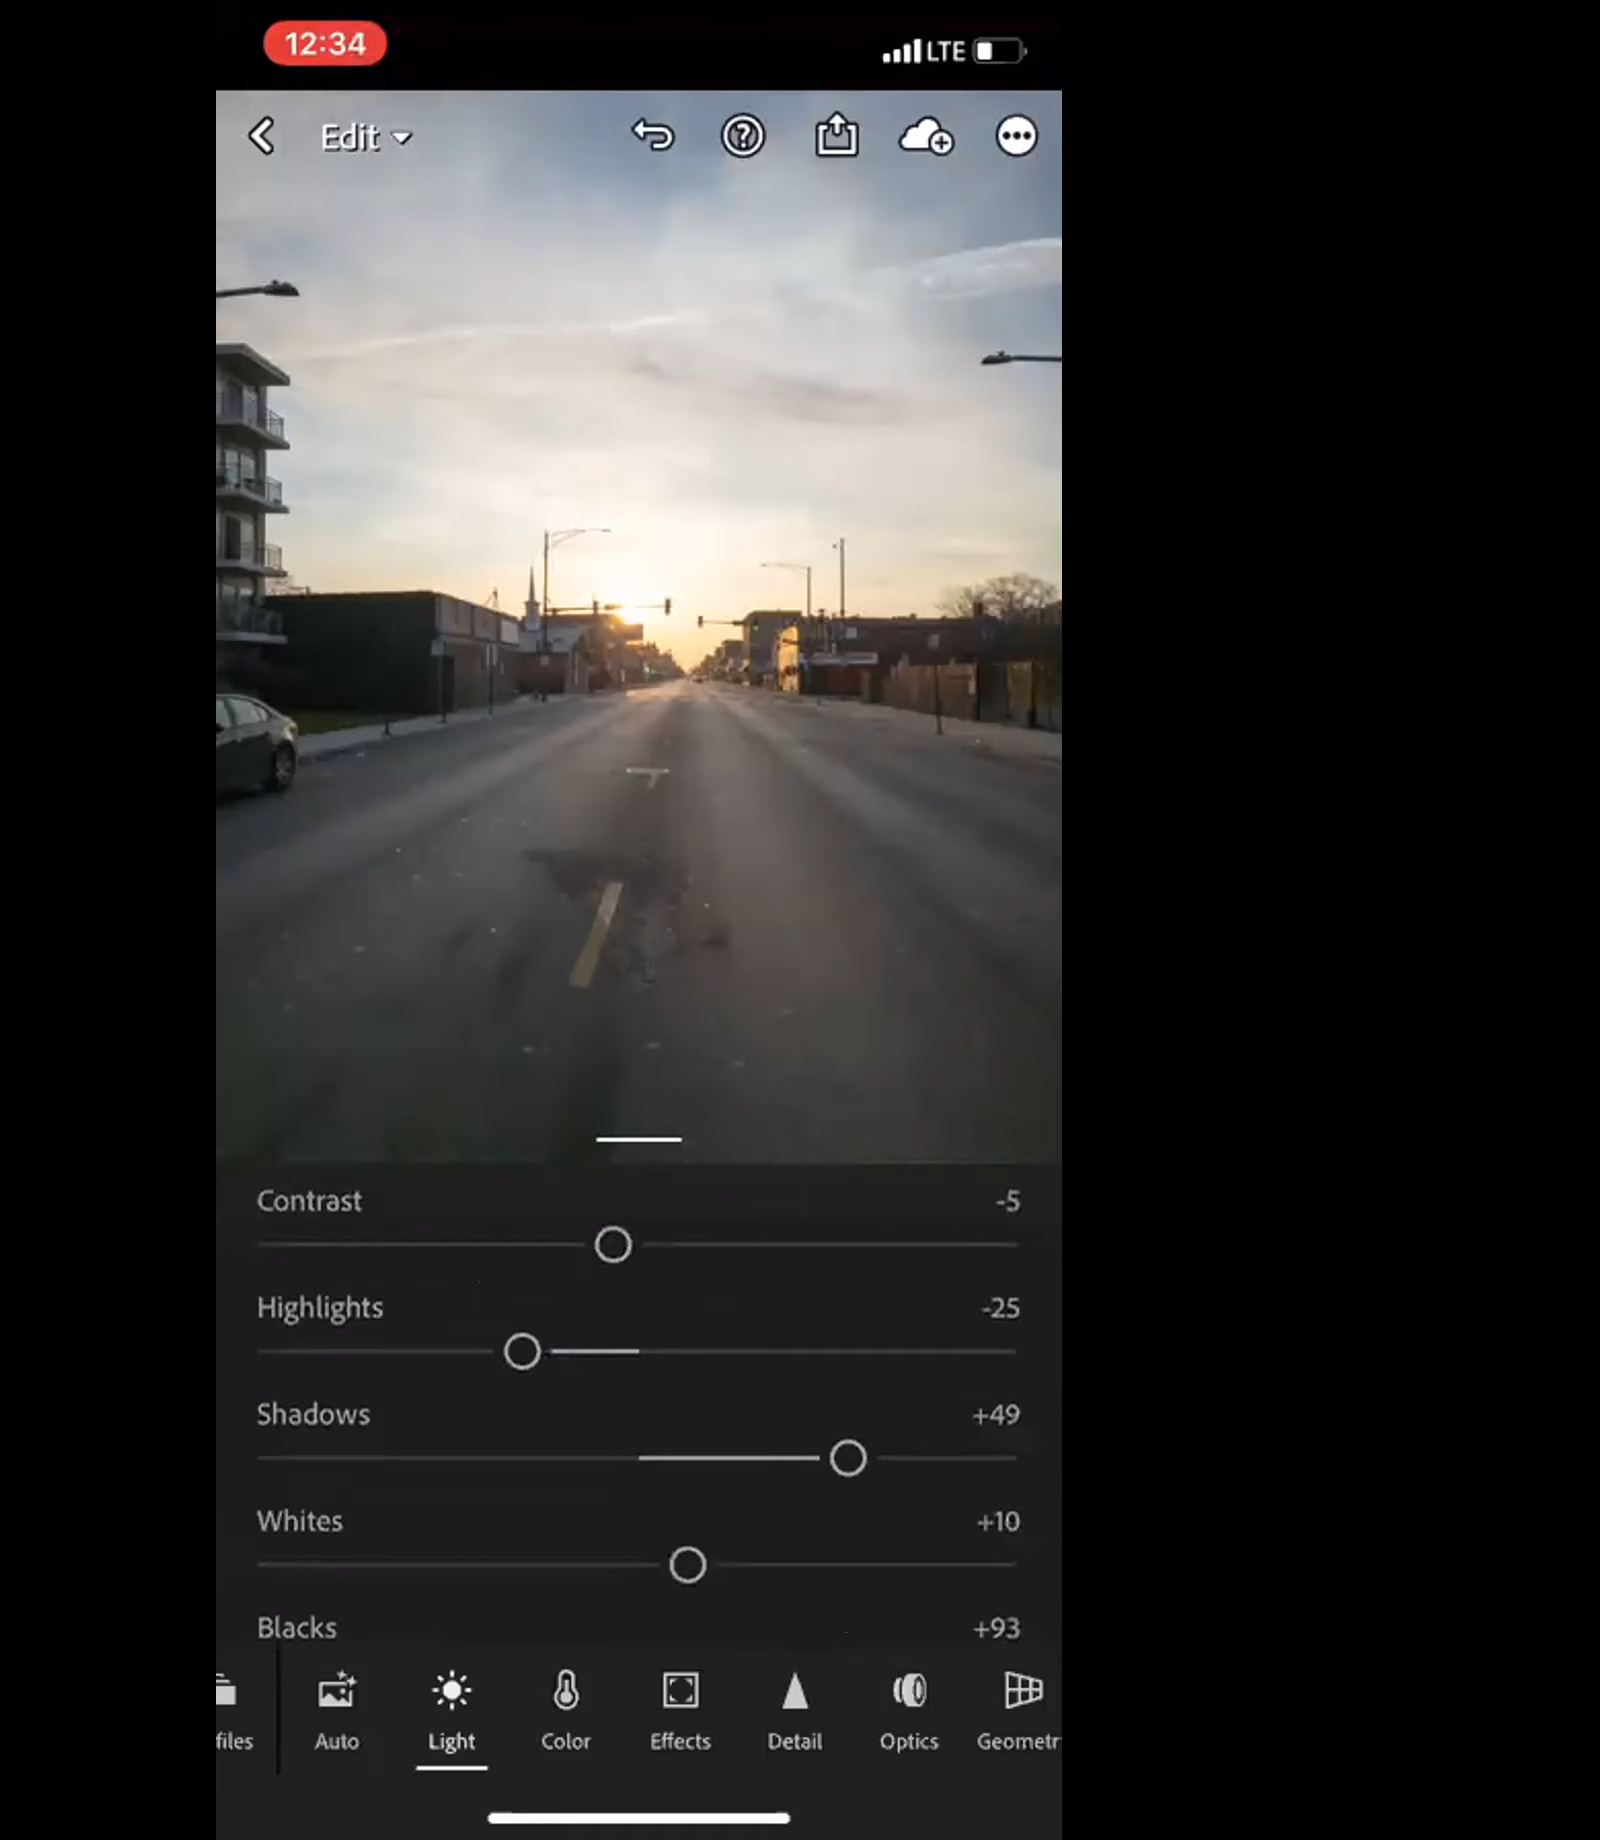 12:34
LTE
Edit
Contrast -5
Highlights -25
Shadows +49
Whites +10
Blacks +93
files Auto Light Color Effects Detail Optics Geometr